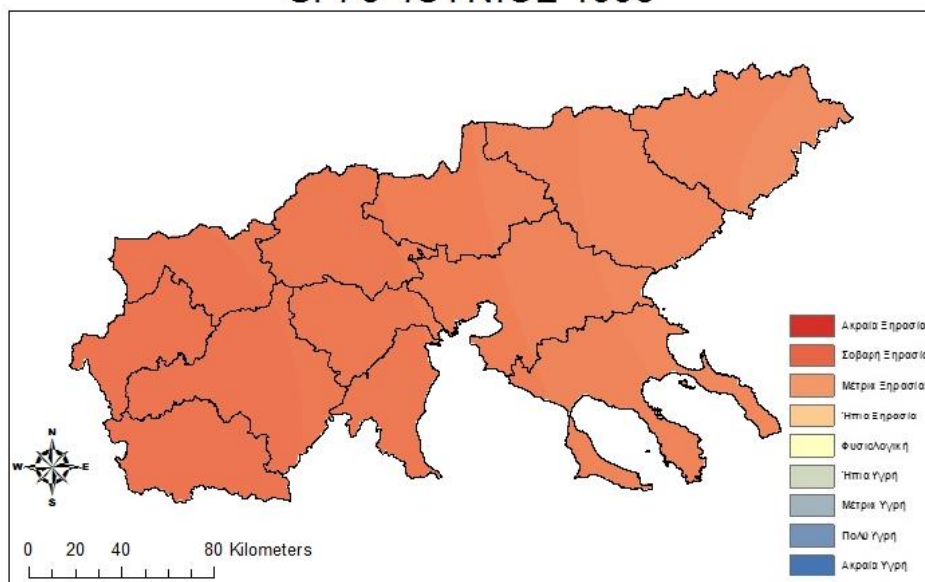 N
W E
S
0 20 40 80 Kilometers
Ακραία Ξηρασία
Σοβαρή Ξηρασία
Μέτρια Ξηρασία
Ήπια Ξηρασία
Φυσιολογική
Ήπια Υγρή
Μέτρια Υγρή
Πολύ Υγρή
Ακραία Υγρή